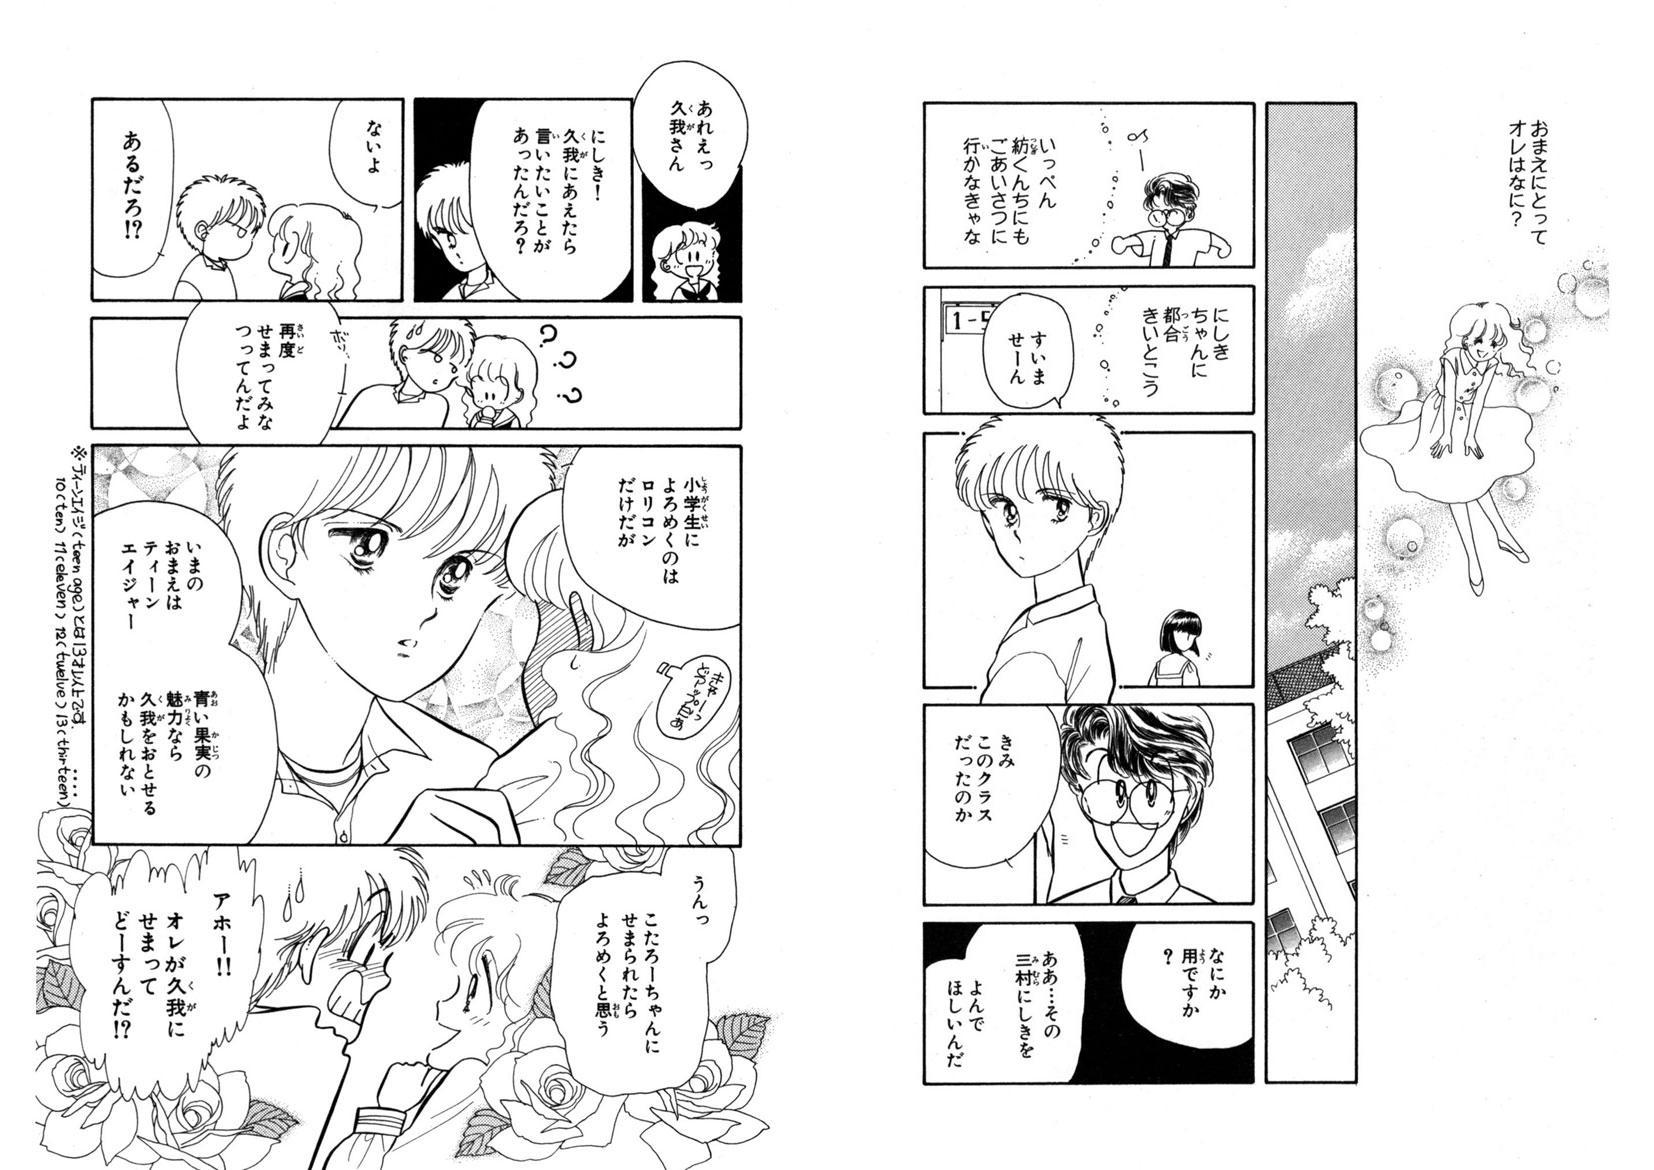 おまえにとって
オレはなに?
いっぺん
紡くんちにも
ごあいさつに
行かなきゃな
にしき
ちゃんに
都合
きいとこう
1-5
すいま
せーん
きみ
このクラス
だったのか
なにか
用ですか
?
ああ…その
三村にしきを
よんで
ほしいんだ
あれえっ
久我さん
にしき!
久我にあえたら
言いたいことが
あったんだろ?
ないよ
あるだろ!?
???
再度
せまってみな
つってんだよ
小学生に
よろめくのは
ロリコン
だけだが
きゃーっ
どアップだぁ
いまの
おまえは
ティーン
エイジャー
青い果実の
魅力なら
久我をおとせる
かもしれない
※ティーンエイジ(teen age)とは13才以上です.
10(ten) 11(eleven) 12(twelve) 13(thirteen)
うんっ
こたろーちゃんに
せまられたら
よろめくと思う
アホー!!
オレが久我に
せまって
どーすんだ!?